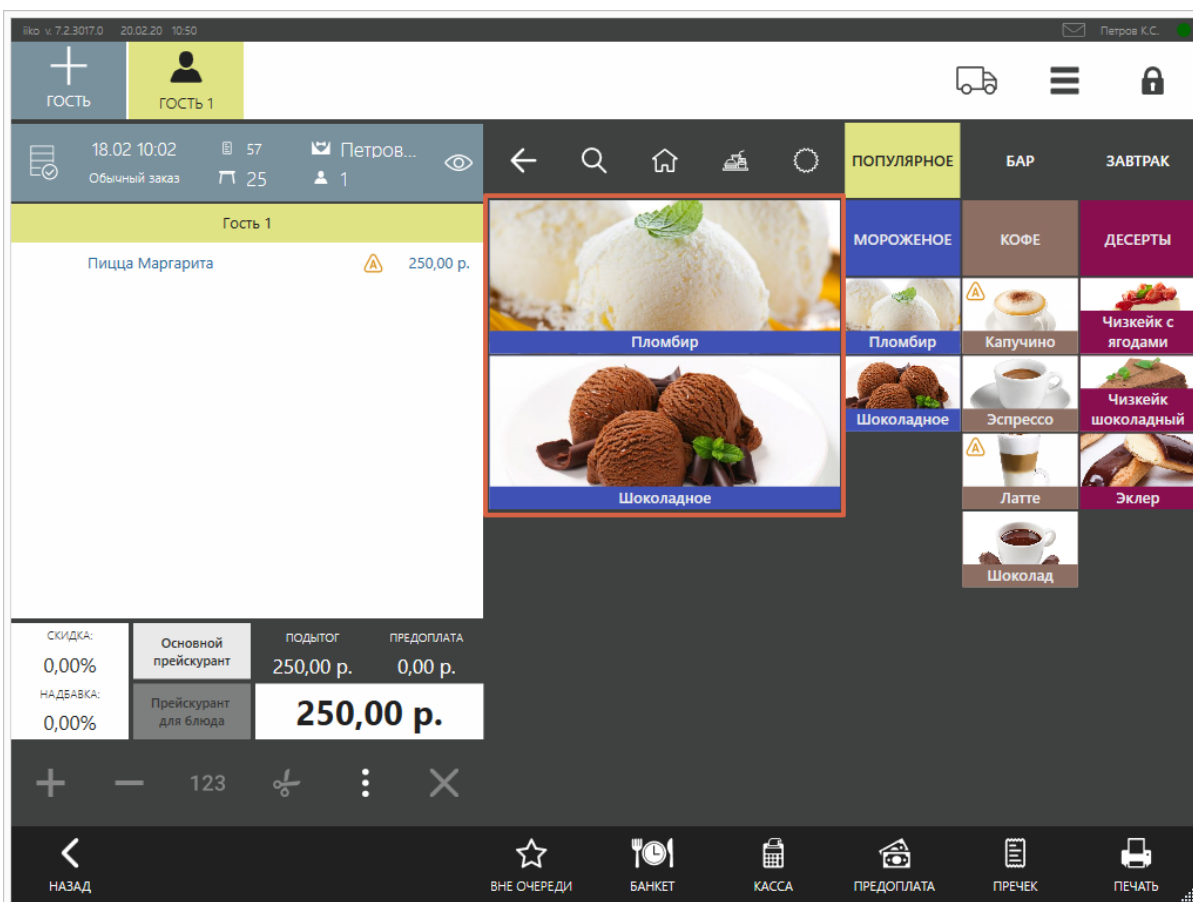 iiko v. 7.2.3017.0 20.02.20 10:50 Петров К.С.
ГОСТЬ
ГОСТЬ 1
18.02 10:02 57 Петров...
Обычный заказ 25 1
Гость 1
Пицца Маргарита 250,00 р.
ПОПУЛЯРНОЕ БАР ЗАВТРАК
МОРОЖЕНОЕ КОФЕ ДЕСЕРТЫ
Пломбир
Шоколадное
Пломбир
Капучино
Чизкейк с
ягодами
Шоколадное
Эспрессо
Чизкейк
шоколадный
Латте
Эклер
Шоколад
СКИДКА:
0,00%
НАДБАВКА:
0,00%
Основной
прейскурант
Прейскурант
для блюда
ПОДЫТОГ ПРЕДОПЛАТА
250,00 р. 0,00 р.
250,00 р.
123
НАЗАД
ВНЕ ОЧЕРЕДИ
БАНКЕТ
КАССА
ПРЕДОПЛАТА
ПРЕЧЕК
ПЕЧАТЬ